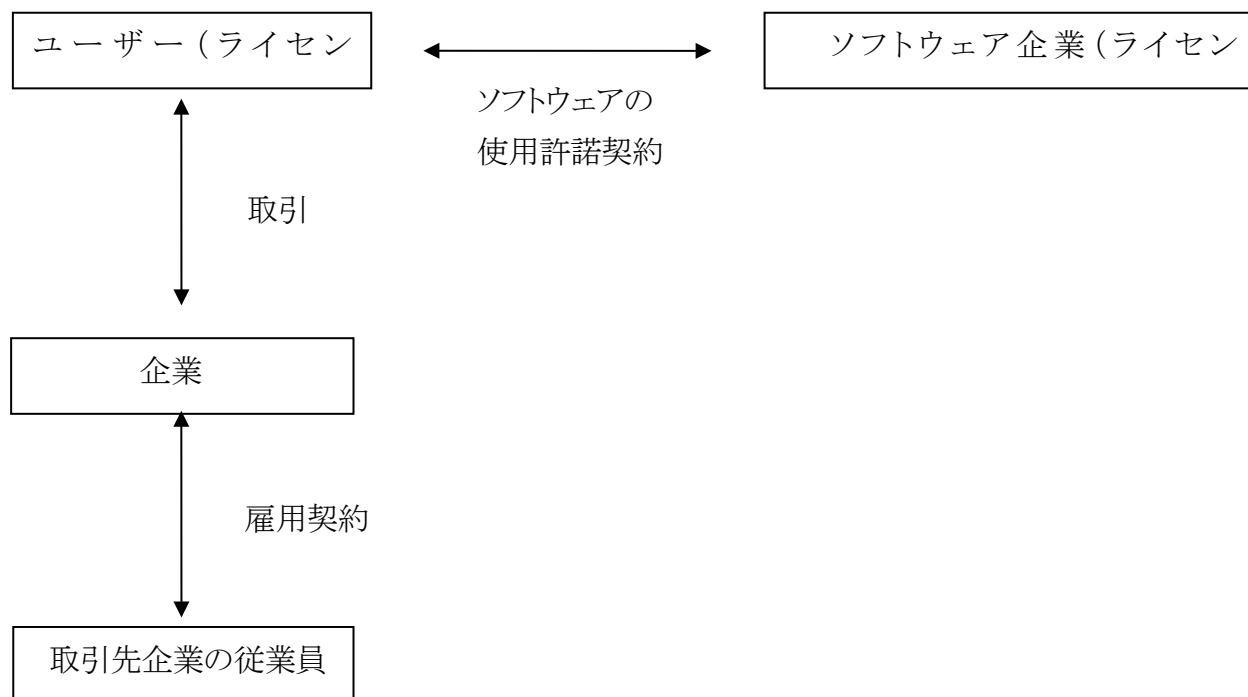 ユーザー(ライセン
ソフトウェア企業(ライセン
ソフトウェアの
使用許諾契約
取引
企業
雇用契約
取引先企業の従業員